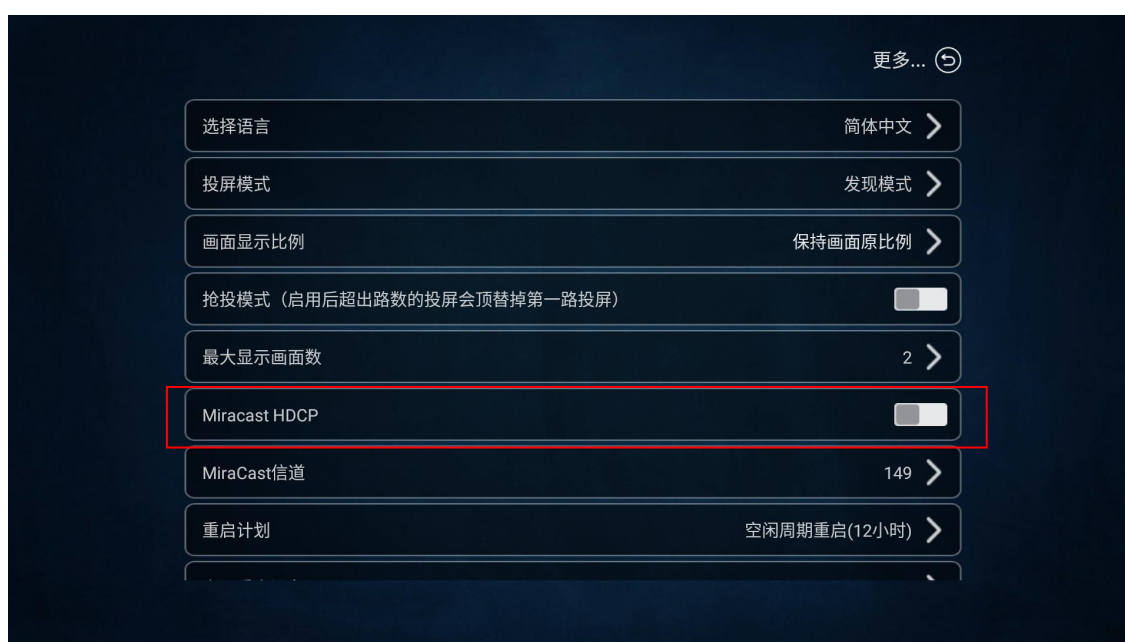 更多...
选择语言 简体中文
投屏模式 发现模式
画面显示比例 保持画面原比例
抢投模式（启用后超出路数的投屏会顶替掉第一路投屏）
最大显示画面数 2
Miracast HDCP
MiraCast信道 149
重启计划 空闲周期重启(12小时)